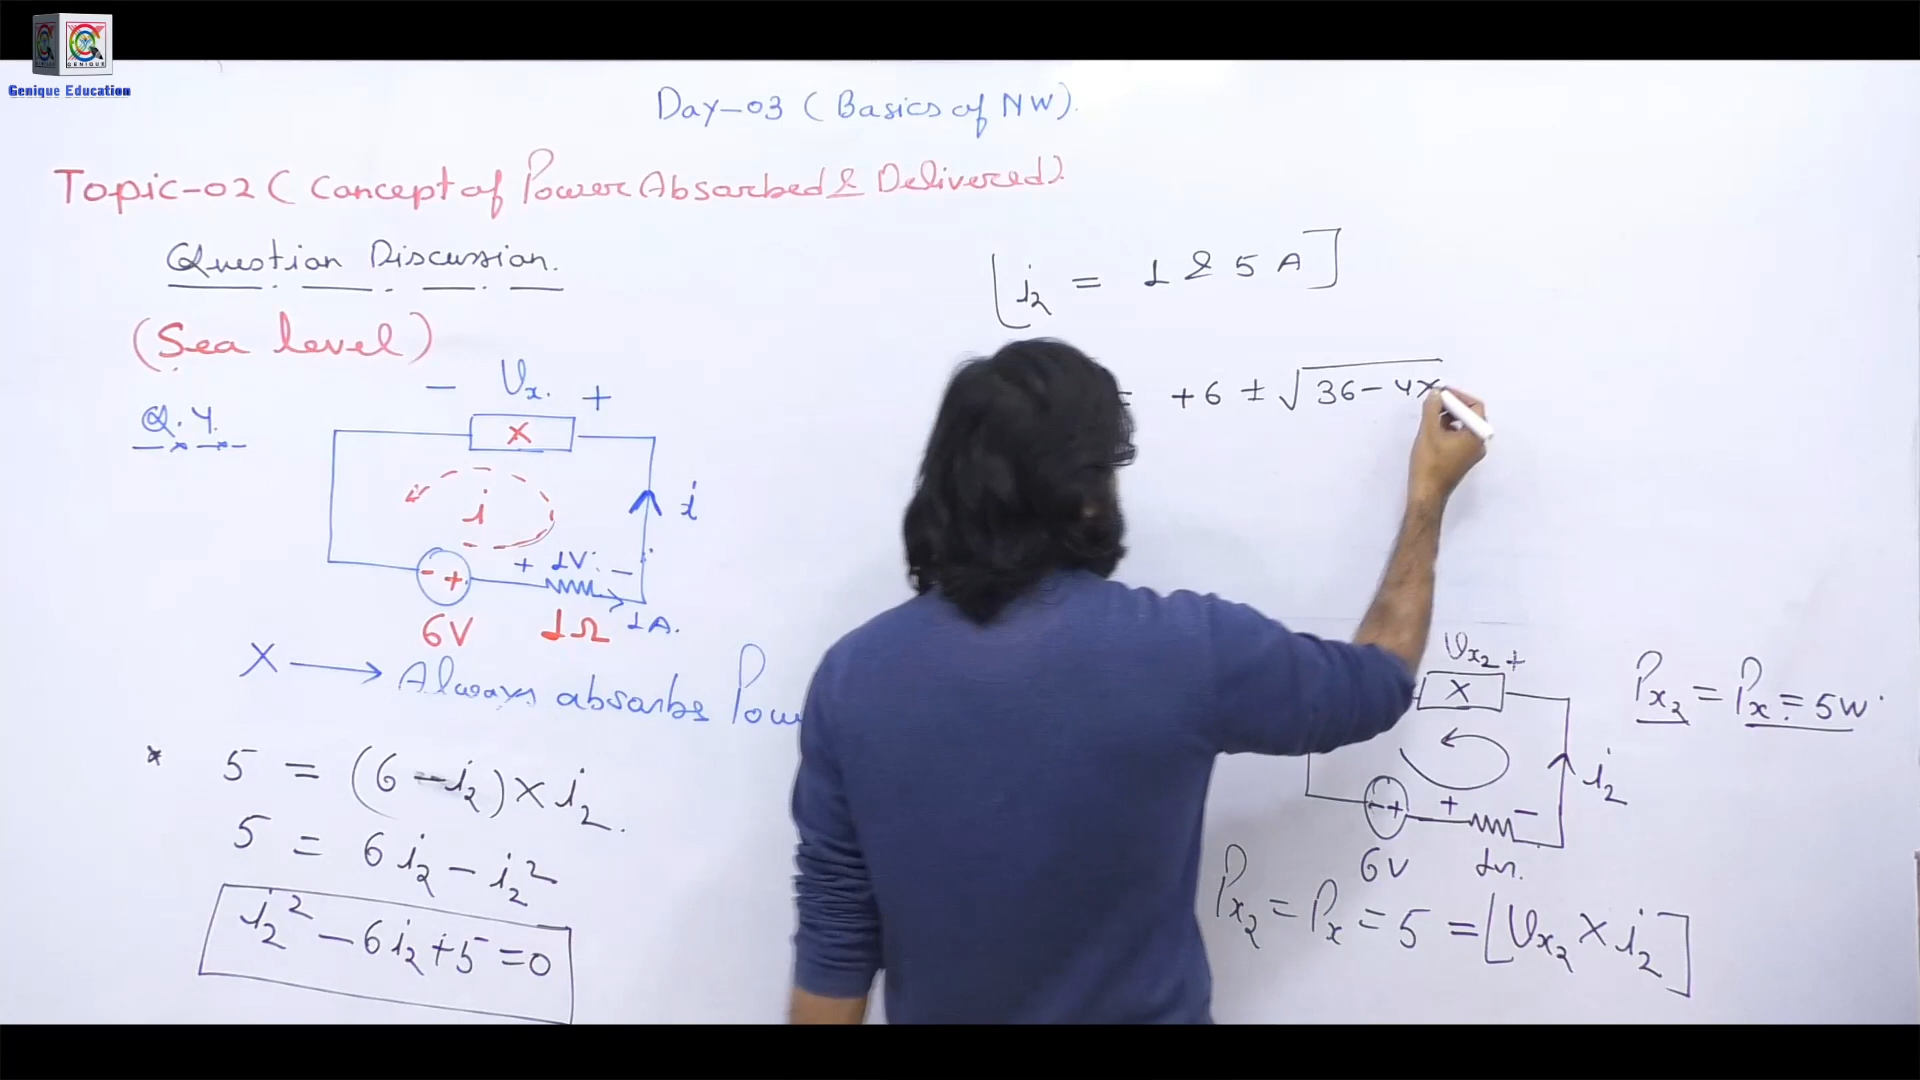 GENIQUE
Genique Education
Day-03 (Basics of NW).
Topic-02 (Concept of Power Absorbed & Delivered).
Question Discussion.
(Sea level)
Q.4.
- Vx. +
X
i
i
- +
+ 1V: -
6V
1Ω
1A.
X → Always absorbs Pow
* 5 = (6 - i2) × i2.
5 = 6i2 - i2²
i2² - 6i2 + 5 = 0
[i2 = 1 & 5 A]
= +6 ± √36 - 4×
Vx2 +
X
i2
- +
+ -
6V
1Ω.
Px2 = Px = 5W.
Px2 = Px = 5 = [Vx2 × i2]